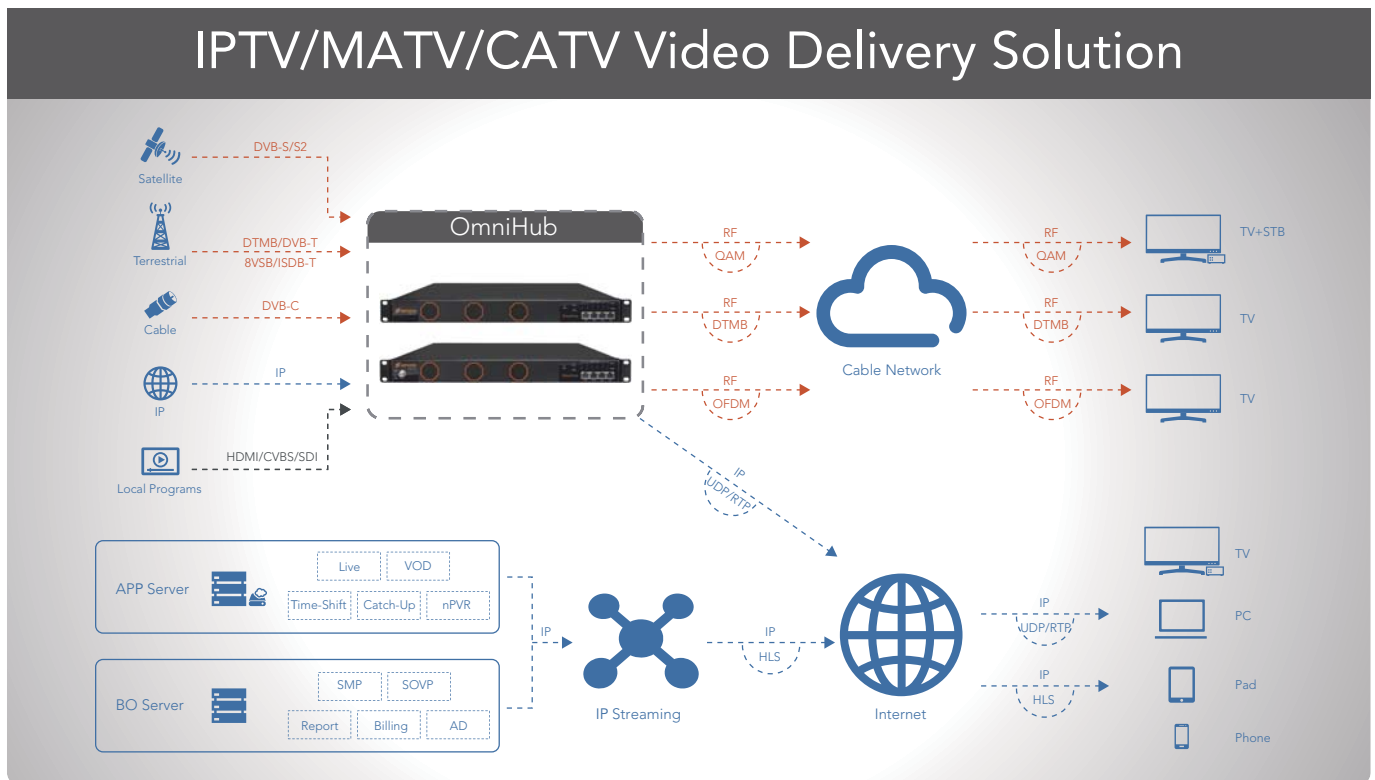 IPTV/MATV/CATV Video Delivery Solution
Satellite
DVB-S/S2
Terrestrial
DTMB/DVB-T
8VSB/ISDB-T
Cable
DVB-C
IP
IP
Local Programs
HDMI/CVBS/SDI
OmniHub
RF
QAM
RF
DTMB
RF
OFDM
Cable Network
RF
QAM
RF
DTMB
RF
OFDM
TV+STB
TV
TV
IP
UDP/RTP
APP Server
Live
VOD
Time-Shift
Catch-Up
nPVR
BO Server
SMP
SOVP
Report
Billing
AD
IP
IP Streaming
IP
HLS
Internet
IP
UDP/RTP
IP
HLS
TV
PC
Pad
Phone